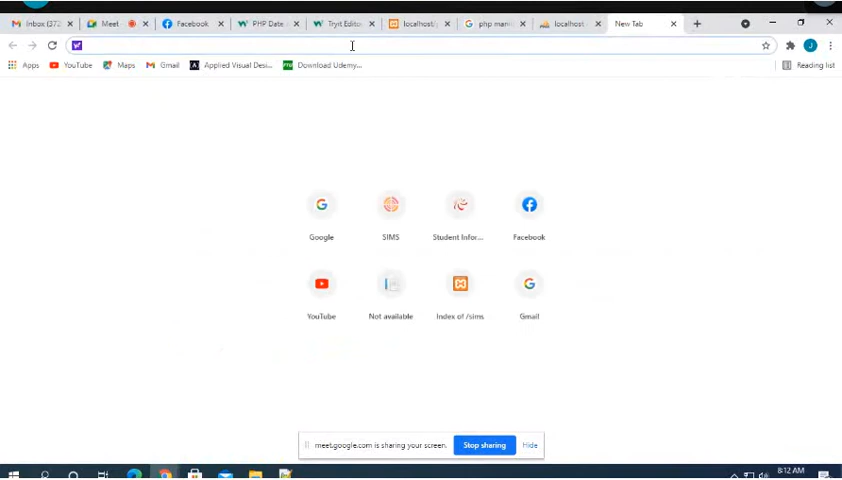 Inbox (372 Meet Facebook PHP Date Tryit Editor localhost/ php mani localhost New Tab
Apps YouTube Maps Gmail Applied Visual Desi... Download Udemy... Reading list
J
Google SIMS Student Infor... Facebook
YouTube Not available Index of /sims Gmail
meet.google.com is sharing your screen. Stop sharing Hide
8:12 AM